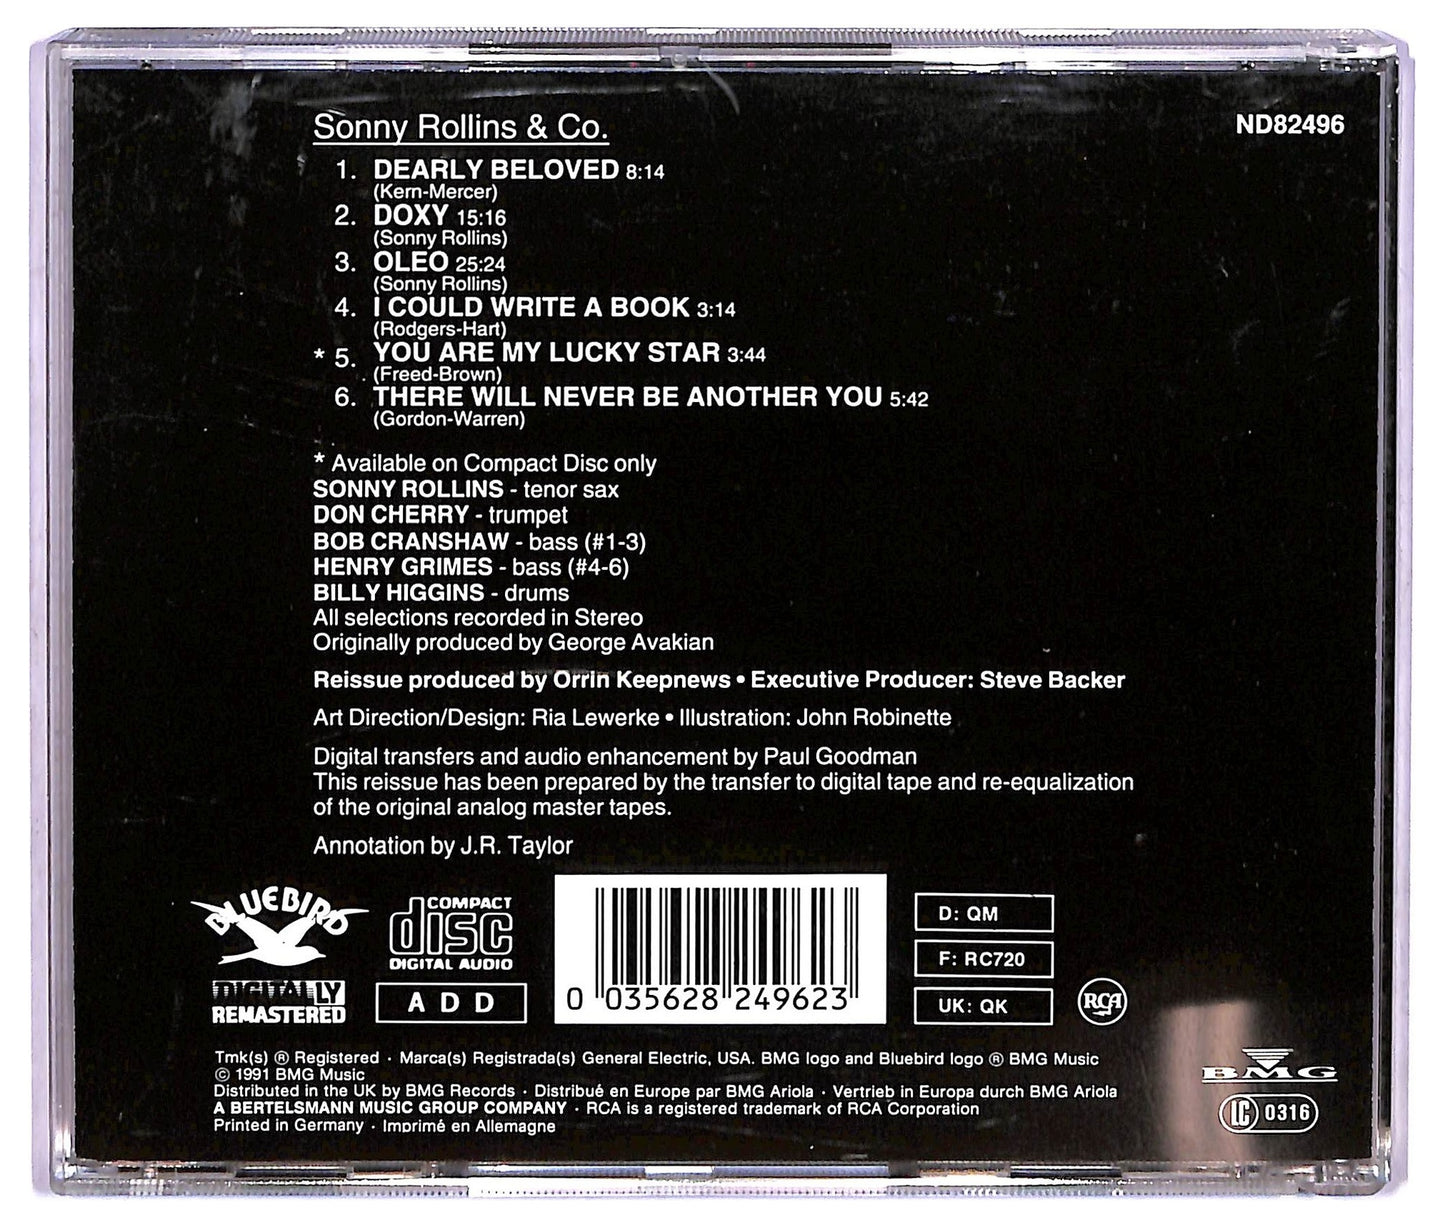 Sonny Rollins & Co.
ND82496
1. DEARLY BELOVED 8:14
(Kern-Mercer)
2. DOXY 15:16
(Sonny Rollins)
3. OLEO 25:24
(Sonny Rollins)
4. I COULD WRITE A BOOK 3:14
(Rodgers-Hart)
* 5. YOU ARE MY LUCKY STAR 3:44
(Freed-Brown)
6. THERE WILL NEVER BE ANOTHER YOU 5:42
(Gordon-Warren)
* Available on Compact Disc only
SONNY ROLLINS - tenor sax
DON CHERRY - trumpet
BOB CRANSHAW - bass (#1-3)
HENRY GRIMES - bass (#4-6)
BILLY HIGGINS - drums
All selections recorded in Stereo
Originally produced by George Avakian
Reissue produced by Orrin Keepnews • Executive Producer: Steve Backer
Art Direction/Design: Ria Lewerke • Illustration: John Robinette
Digital transfers and audio enhancement by Paul Goodman
This reissue has been prepared by the transfer to digital tape and re-equalization
of the original analog master tapes.
Annotation by J.R. Taylor
BLUEBIRD
DIGITALLY
REMASTERED
COMPACT
disc
DIGITAL AUDIO
ADD
0 035628 249623
D: QM
F: RC720
UK: QK
RCA
Tmk(s) ® Registered · Marca(s) Registrada(s) General Electric, USA. BMG logo and Bluebird logo ® BMG Music
© 1991 BMG Music
Distributed in the UK by BMG Records · Distribué en Europe par BMG Ariola · Vertrieb in Europa durch BMG Ariola
A BERTELSMANN MUSIC GROUP COMPANY · RCA is a registered trademark of RCA Corporation
Printed in Germany · Imprimé en Allemagne
BMG
LC 0316